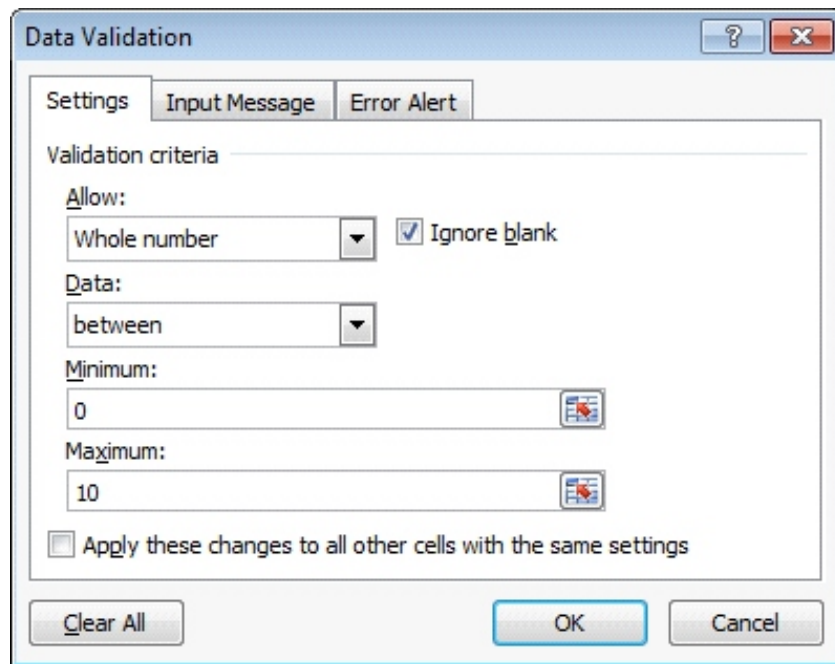 Data Validation
Settings Input Message Error Alert
Validation criteria
Allow:
Whole number Ignore blank
Data:
between
Minimum:
0
Maximum:
10
Apply these changes to all other cells with the same settings
Clear All OK Cancel